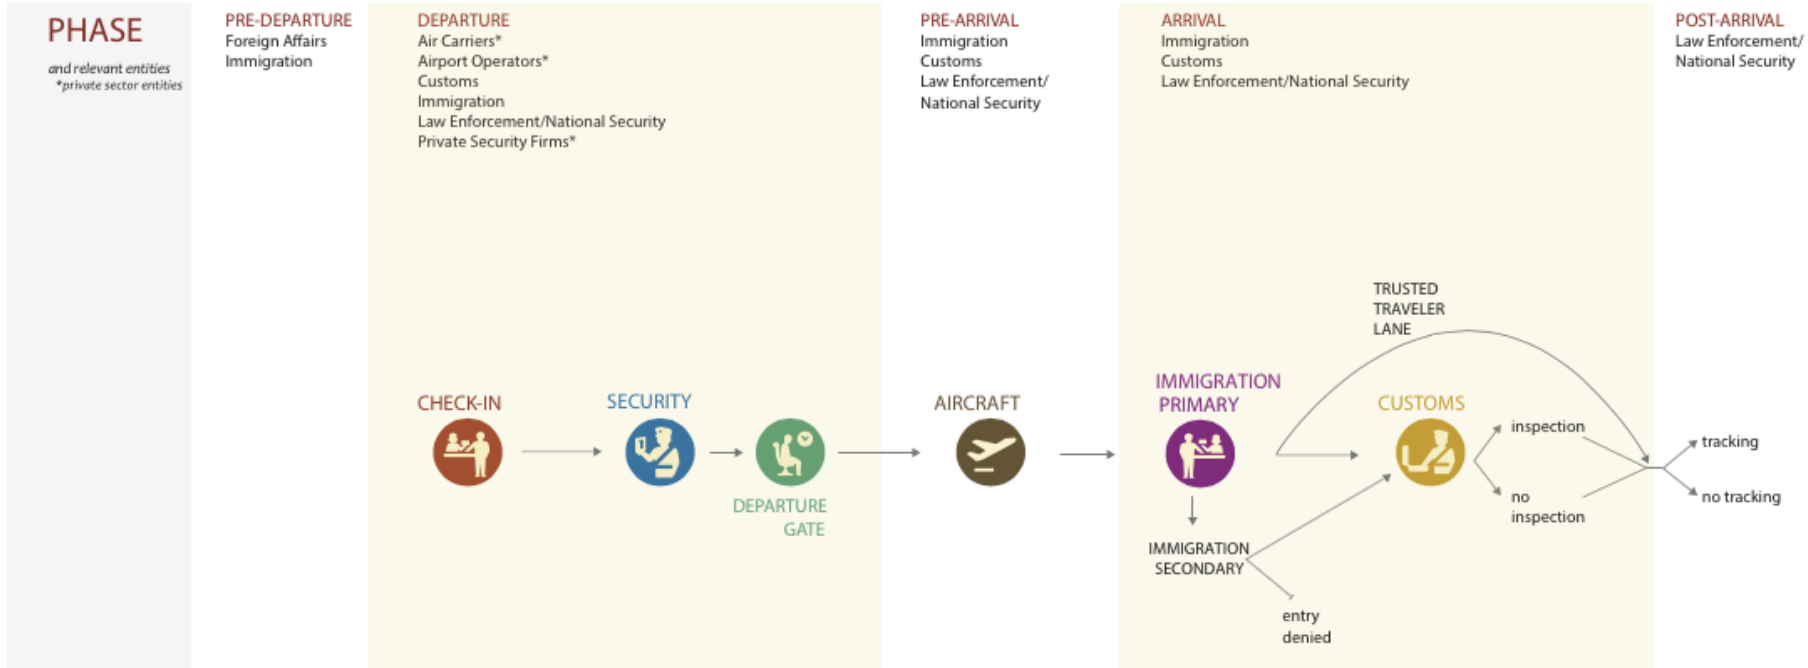 PHASE
and relevant entities
*private sector entities
PRE-DEPARTURE
Foreign Affairs
Immigration
DEPARTURE
Air Carriers*
Airport Operators*
Customs
Immigration
Law Enforcement/National Security
Private Security Firms*
PRE-ARRIVAL
Immigration
Customs
Law Enforcement/
National Security
ARRIVAL
Immigration
Customs
Law Enforcement/National Security
POST-ARRIVAL
Law Enforcement/
National Security
CHECK-IN
SECURITY
DEPARTURE
GATE
AIRCRAFT
IMMIGRATION
PRIMARY
IMMIGRATION
SECONDARY
entry
denied
TRUSTED
TRAVELER
LANE
CUSTOMS
inspection
no
inspection
tracking
no tracking